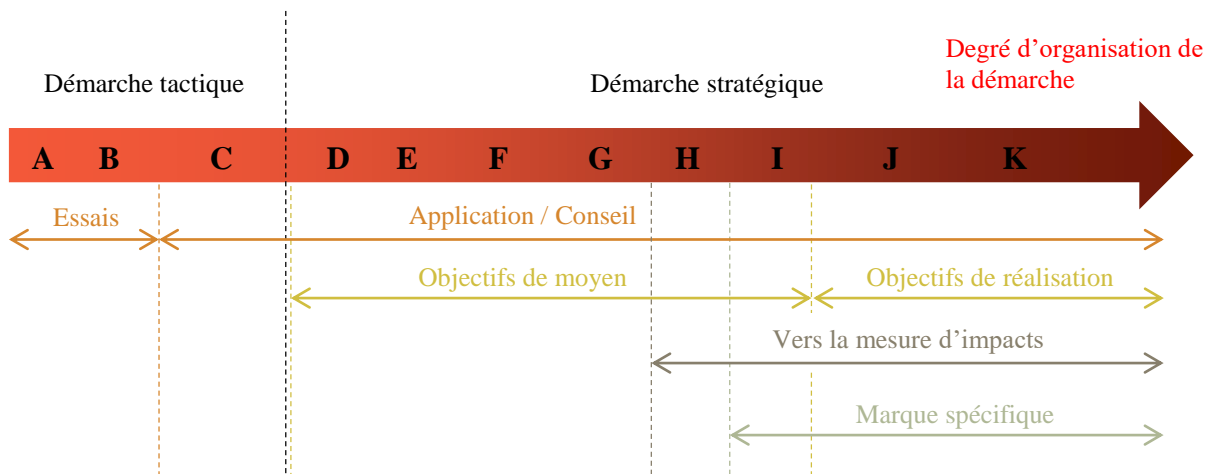 Degré d'organisation de
la démarche
Démarche tactique
Démarche stratégique
A B C D E F G H I J K
Essais
Application / Conseil
Objectifs de moyen
Objectifs de réalisation
Vers la mesure d'impacts
Marque spécifique